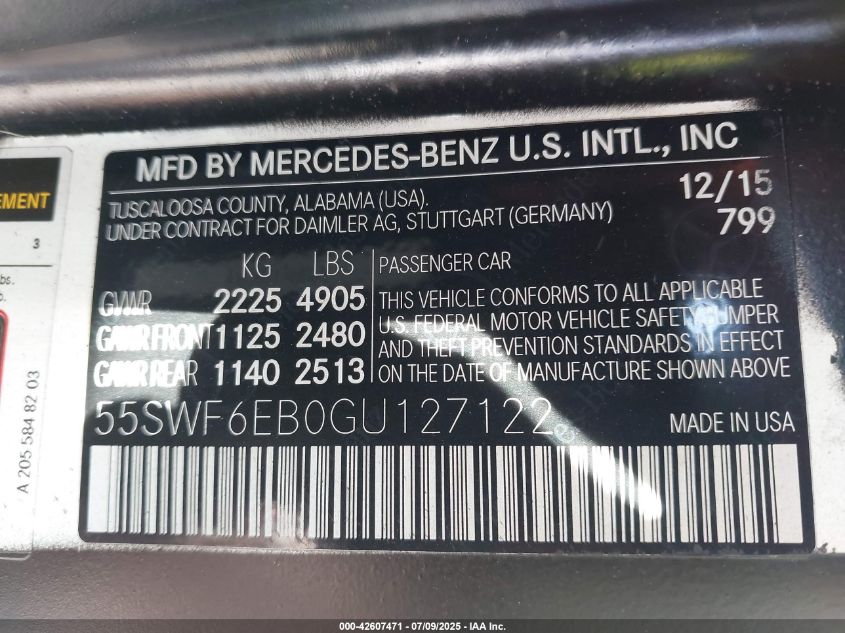 EMENT
3
bs.
A 205 584 82 03
MFD BY MERCEDES-BENZ U.S. INTL., INC
TUSCALOOSA COUNTY, ALABAMA (USA).
UNDER CONTRACT FOR DAIMLER AG, STUTTGART (GERMANY)
12/15
799
KG LBS
GVWR 2225 4905
GAWR FRONT 1125 2480
GAWR REAR 1140 2513
PASSENGER CAR
THIS VEHICLE CONFORMS TO ALL APPLICABLE
U.S. FEDERAL MOTOR VEHICLE SAFETY, BUMPER
AND THEFT PREVENTION STANDARDS IN EFFECT
ON THE DATE OF MANUFACTURE SHOWN ABOVE
55SWF6EB0GU127122
MADE IN USA
000-42607471 | 07/09/2025 - IAA Inc.